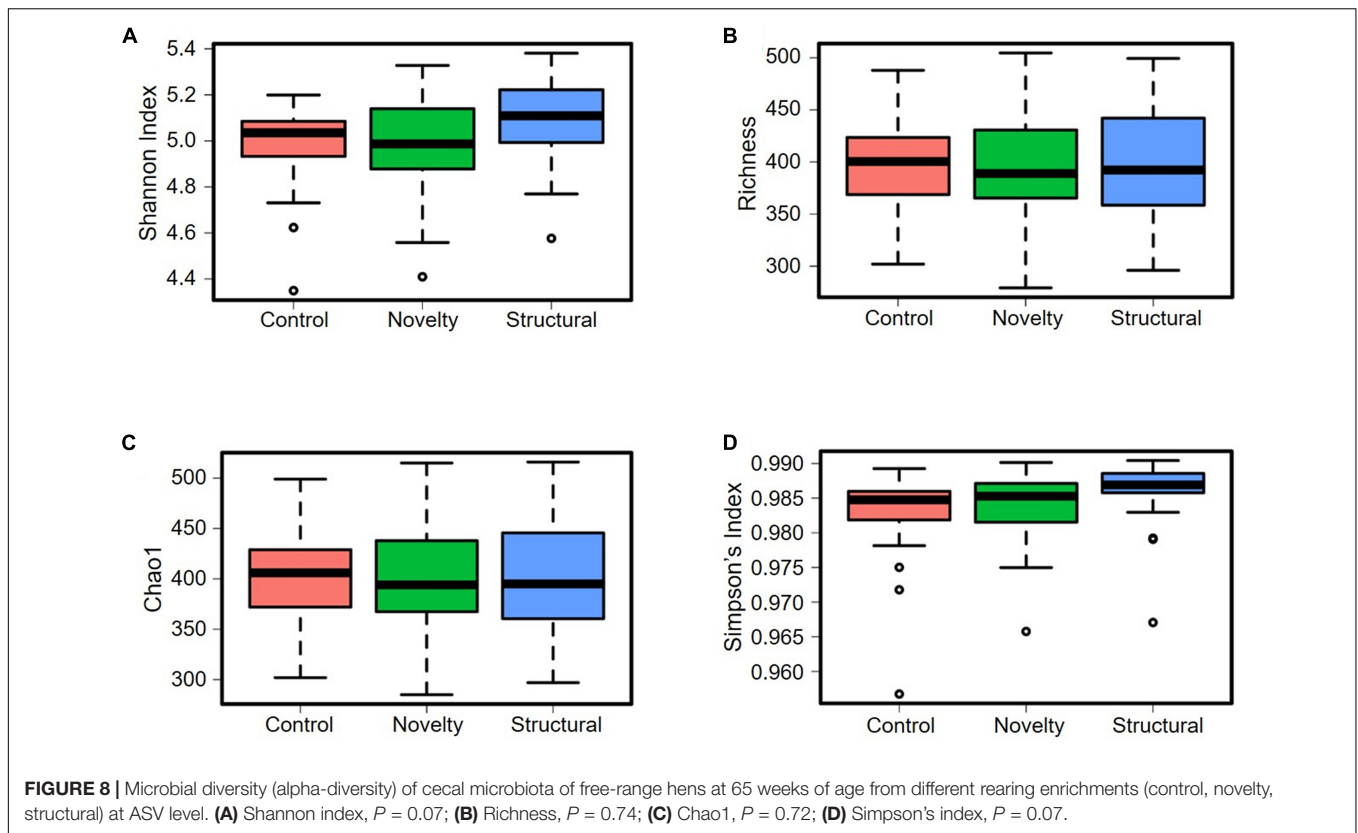 A
Shannon Index
5.4
5.2
5.0
4.8
4.6
4.4
Control Novelty Structural
B
Richness
500
450
400
350
300
Control Novelty Structural
C
Chao1
500
450
400
350
300
Control Novelty Structural
D
Simpson's Index
0.990
0.985
0.980
0.975
0.970
0.965
0.960
Control Novelty Structural
FIGURE 8 | Microbial diversity (alpha-diversity) of cecal microbiota of free-range hens at 65 weeks of age from different rearing enrichments (control, novelty,
structural) at ASV level. (A) Shannon index, P = 0.07; (B) Richness, P = 0.74; (C) Chao1, P = 0.72; (D) Simpson's index, P = 0.07.